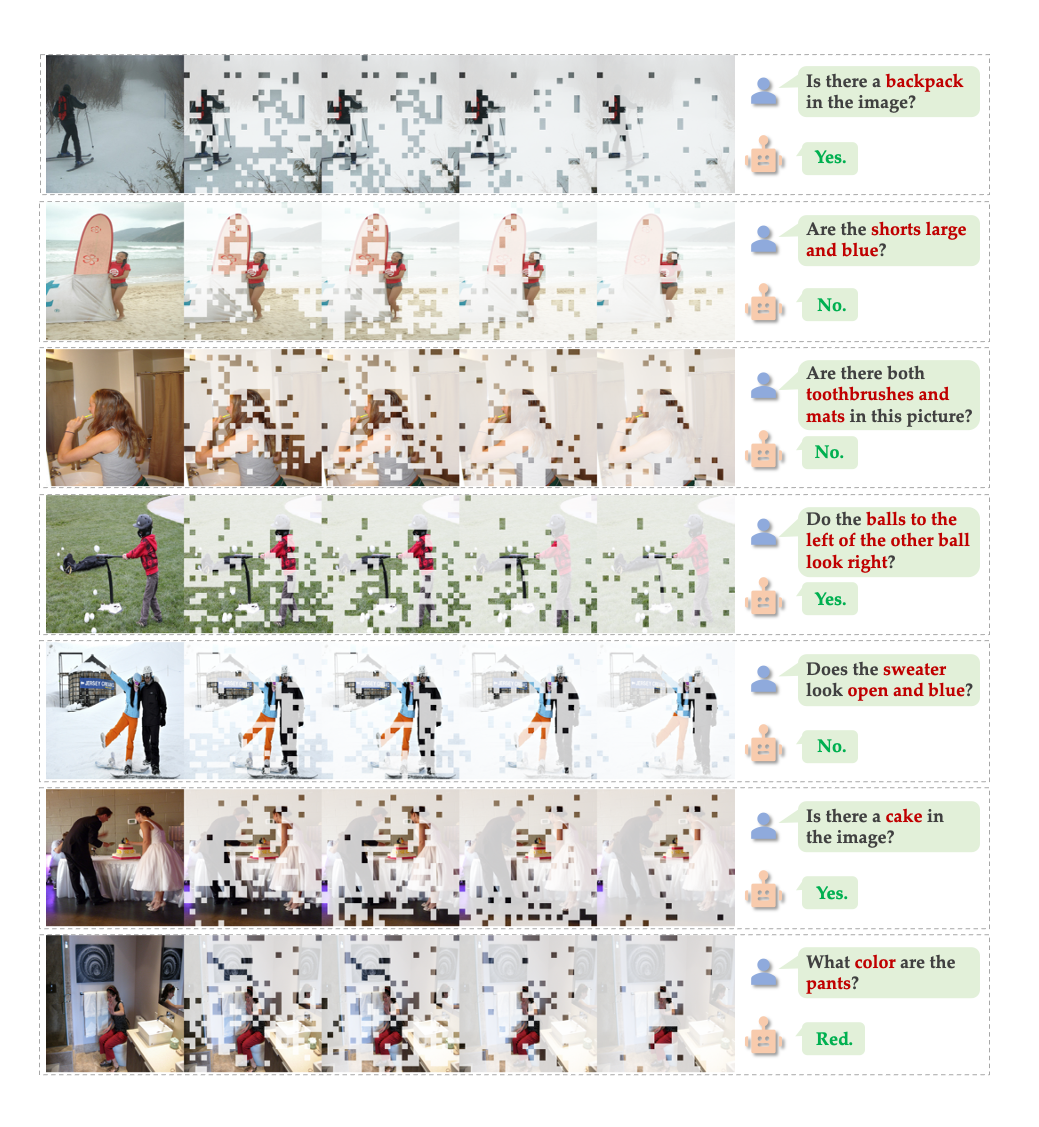 Is there a backpack
in the image?
Yes.
Are the shorts large
and blue?
No.
Are there both
toothbrushes and
mats in this picture?
No.
Do the balls to the
left of the other ball
look right?
Yes.
JERSEY CREAM
Does the sweater
look open and blue?
No.
Is there a cake in
the image?
Yes.
What color are the
pants?
Red.